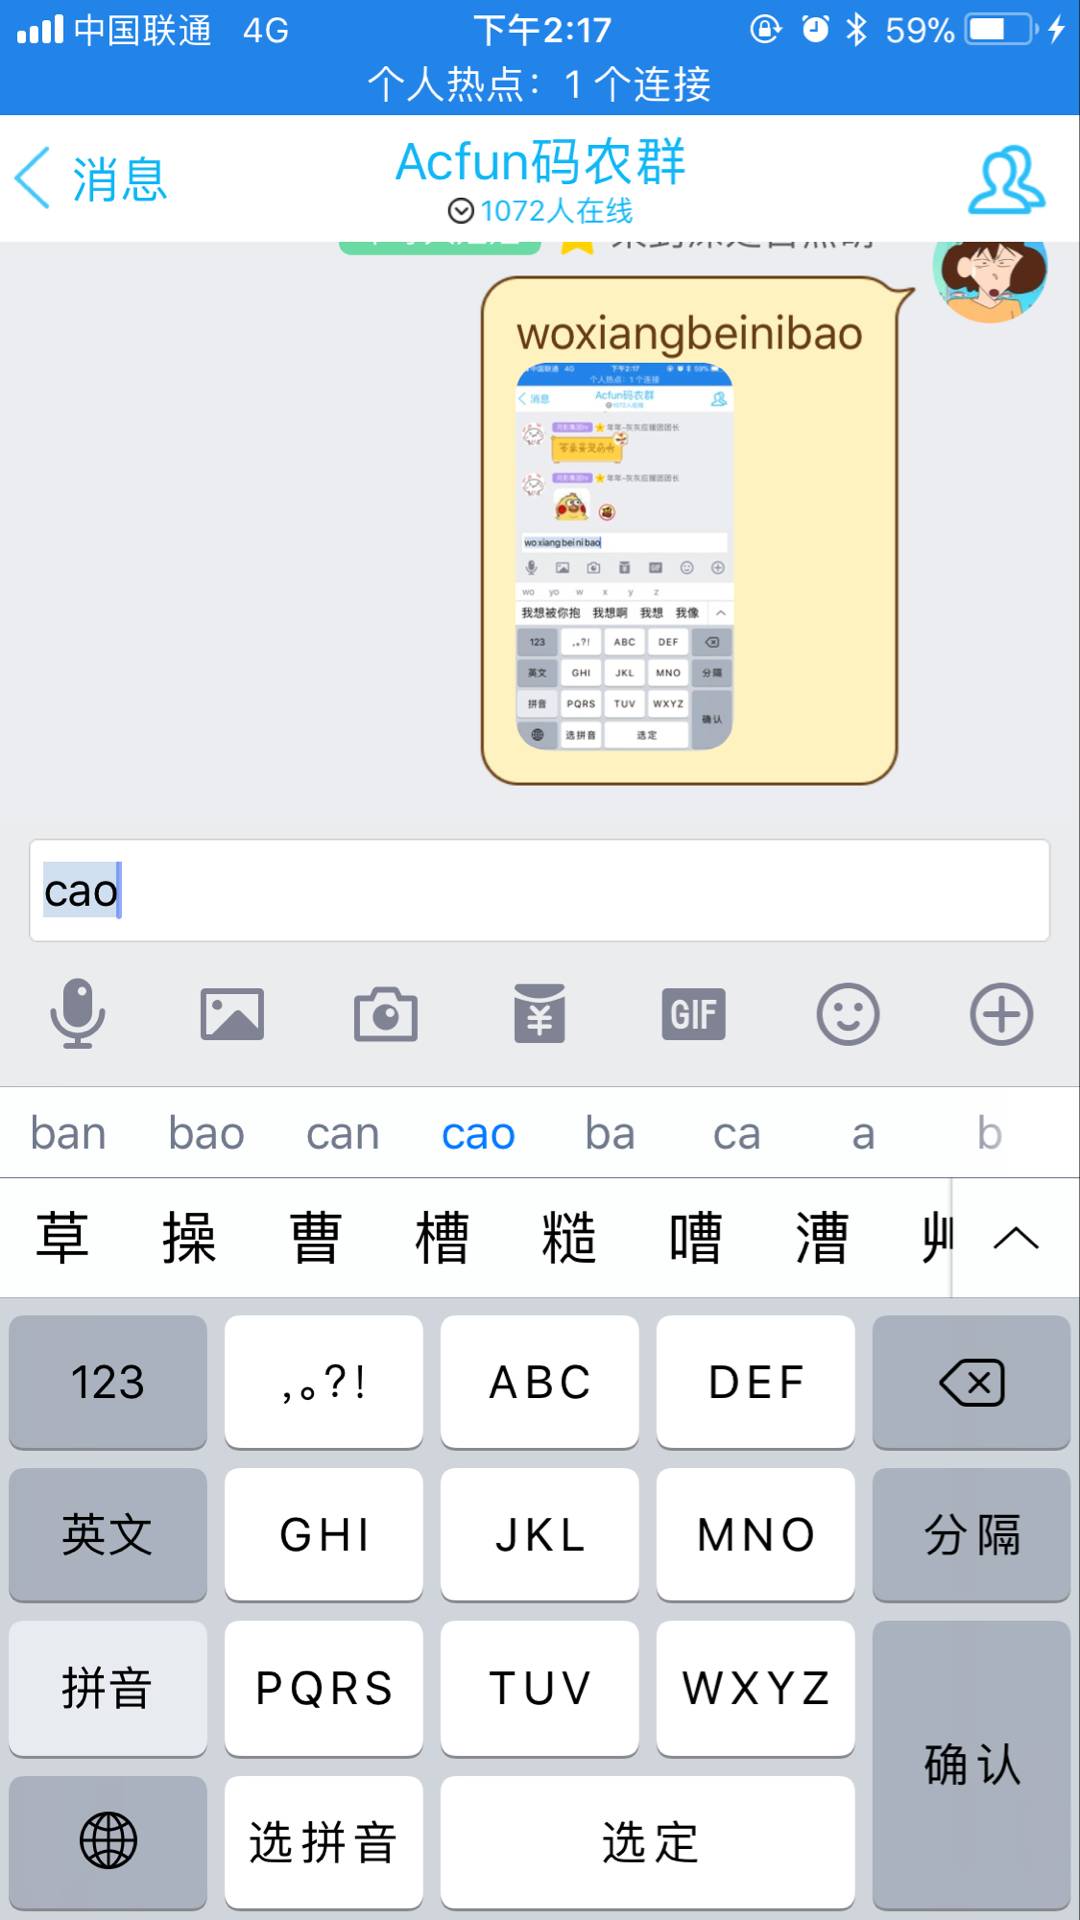 中国联通 4G 下午2:17 59%
个人热点：1 个连接
消息
Acfun码农群
1072人在线
woxiangbeinibao
中国联通 4G 下午2:17 59%
个人热点：1个连接
消息 Acfun码农群
1072人在线
wo xiang bei ni bao
GIF
wo yo w x y z
我想被你抱 我想啊 我想 我像
123 ,。?! ABC DEF
英文 GHI JKL MNO 分隔
拼音 PQRS TUV WXYZ
确认
选拼音 选定
cao
¥ GIF
ban bao can cao ba ca a b
草 操 曹 槽 糙 嘈 漕
123 ,。?! ABC DEF
英文 GHI JKL MNO 分隔
拼音 PQRS TUV WXYZ
确认
选拼音 选定